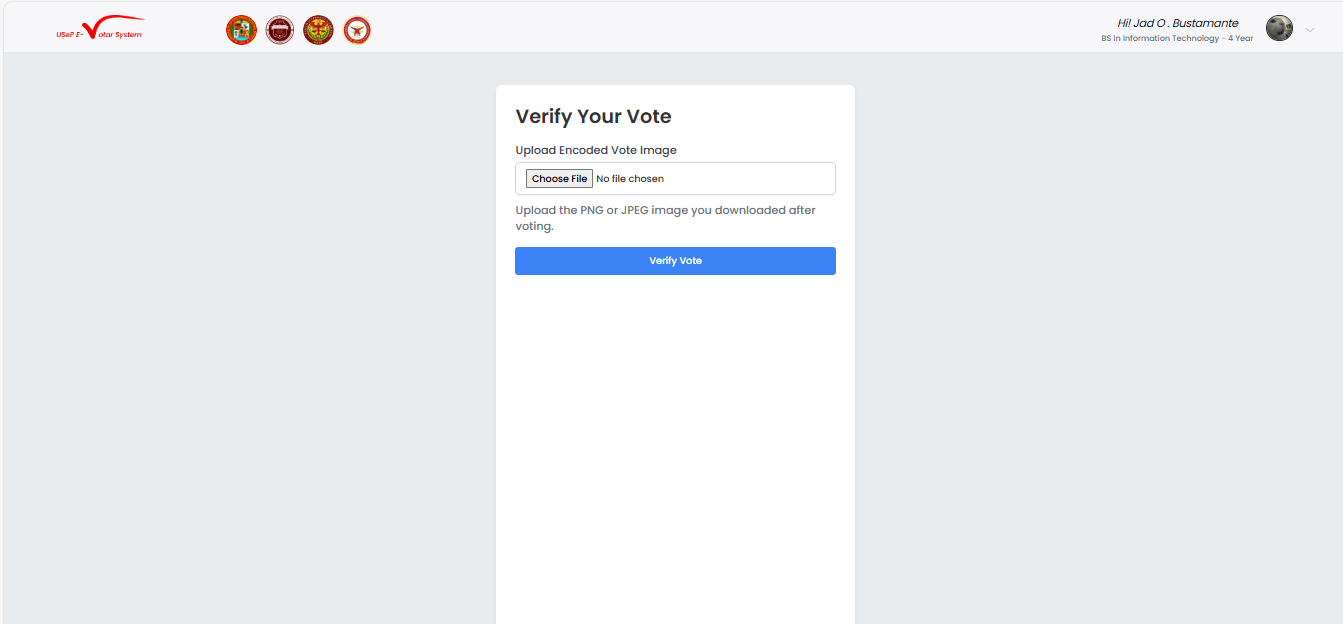 USeP E-Votar System
Hi! Jad O . Bustamante
BS In Information Technology - 4 Year
Verify Your Vote
Upload Encoded Vote Image
Choose File No file chosen
Upload the PNG or JPEG image you downloaded after
voting.
Verify Vote